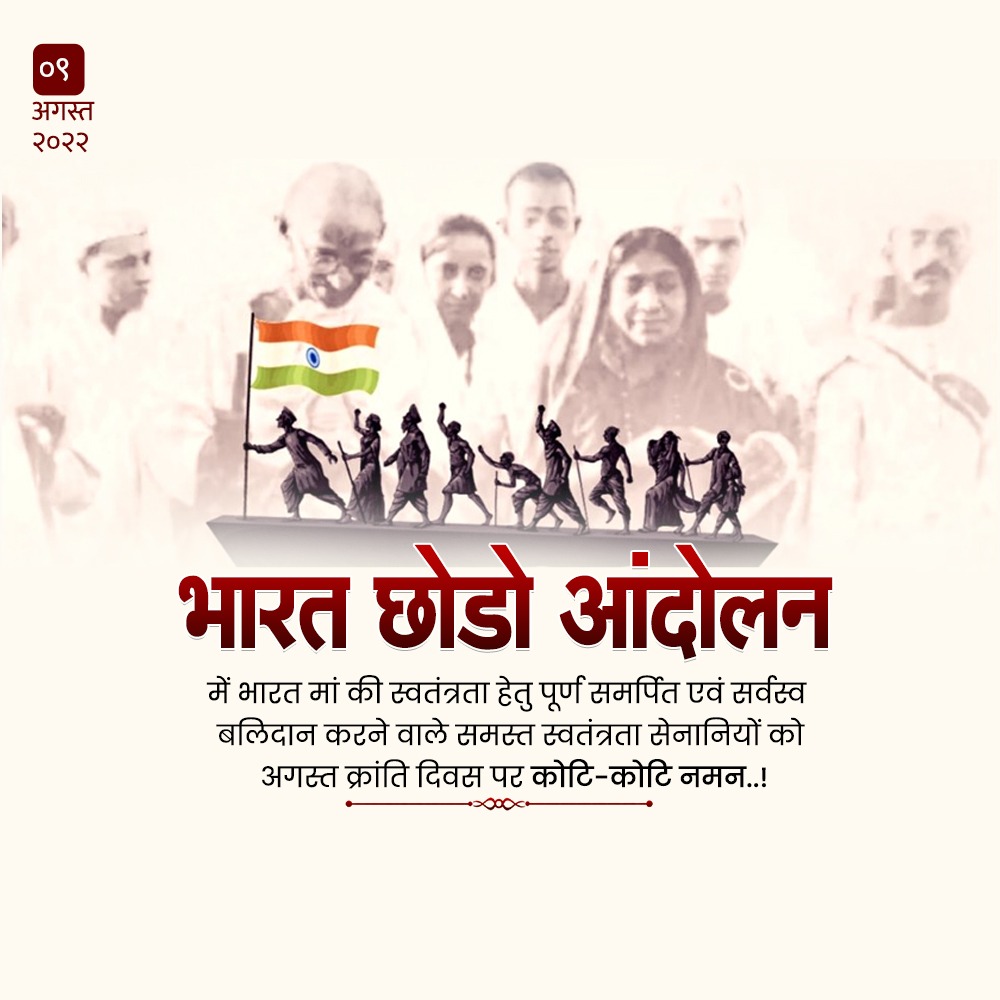 ०९
अगस्त
२०२२
भारत छोडो आंदोलन
में भारत मां की स्वतंत्रता हेतु पूर्ण समर्पित एवं सर्वस्व
बलिदान करने वाले समस्त स्वतंत्रता सेनानियों को
अगस्त क्रांति दिवस पर कोटि-कोटि नमन..!